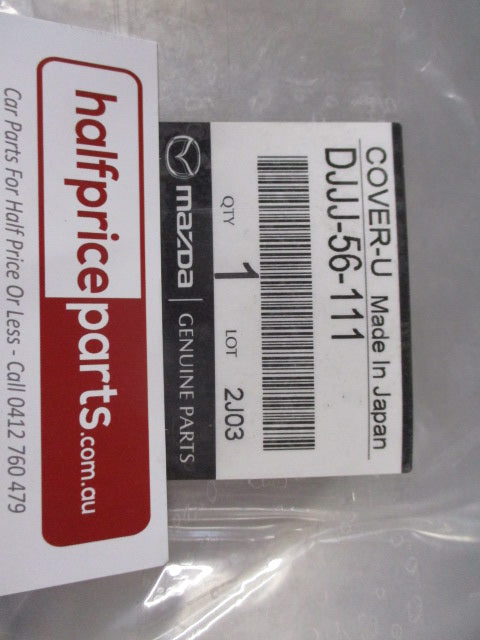 COVER-U Made In Japan
DJJJ-56-111
QTY 1 LOT 2J03
mazda | GENUINE PARTS
halfpriceparts.com.au
Car Parts For Half Price Or Less - Call 0412 760 479